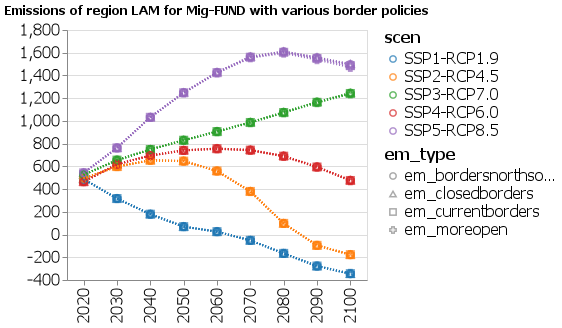 Emissions of region LAM for Mig-FUND with various border policies
1,800
1,600
1,400
1,200
1,000
800
600
400
200
0
−200
−400
2020
2030
2040
2050
2060
2070
2080
2090
2100
scen
SSP1-RCP1.9
SSP2-RCP4.5
SSP3-RCP7.0
SSP4-RCP6.0
SSP5-RCP8.5
em_type
em_bordersnorthso...
em_closedborders
em_currentborders
em_moreopen